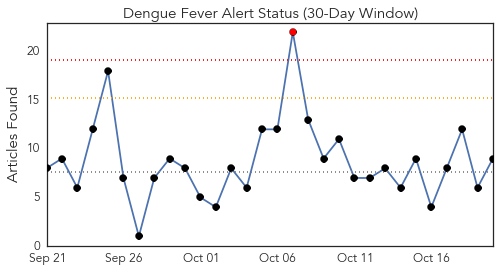 Dengue Fever Alert Status (30-Day Window)
Articles Found
20
15
10
5
0
Sep 21 Sep 26 Oct 01 Oct 06 Oct 11 Oct 16